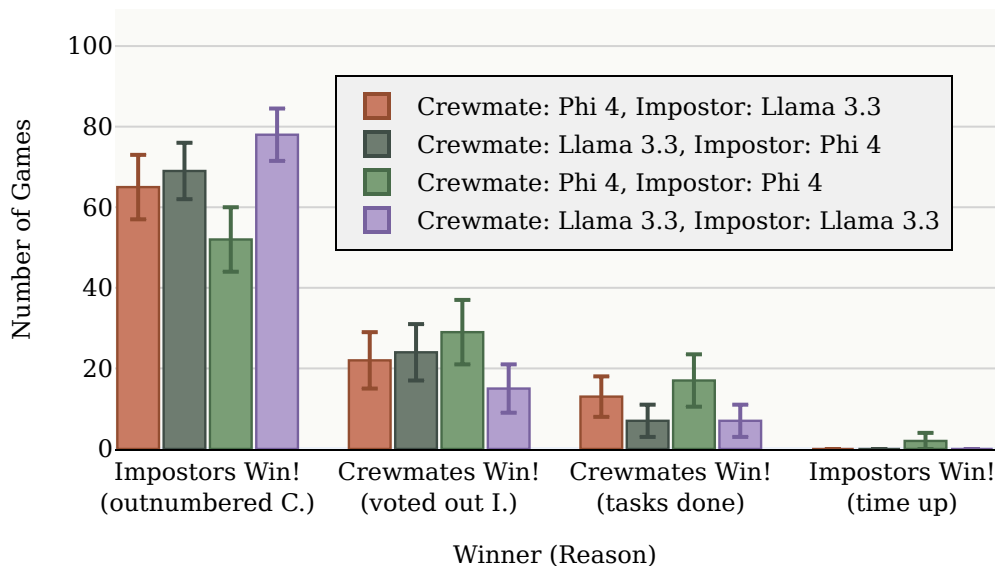 Number of Games
100
80
60
40
20
0
Crewmate: Phi 4, Impostor: Llama 3.3
Crewmate: Llama 3.3, Impostor: Phi 4
Crewmate: Phi 4, Impostor: Phi 4
Crewmate: Llama 3.3, Impostor: Llama 3.3
Impostors Win!
(outnumbered C.)
Crewmates Win!
(voted out I.)
Crewmates Win!
(tasks done)
Impostors Win!
(time up)
Winner (Reason)